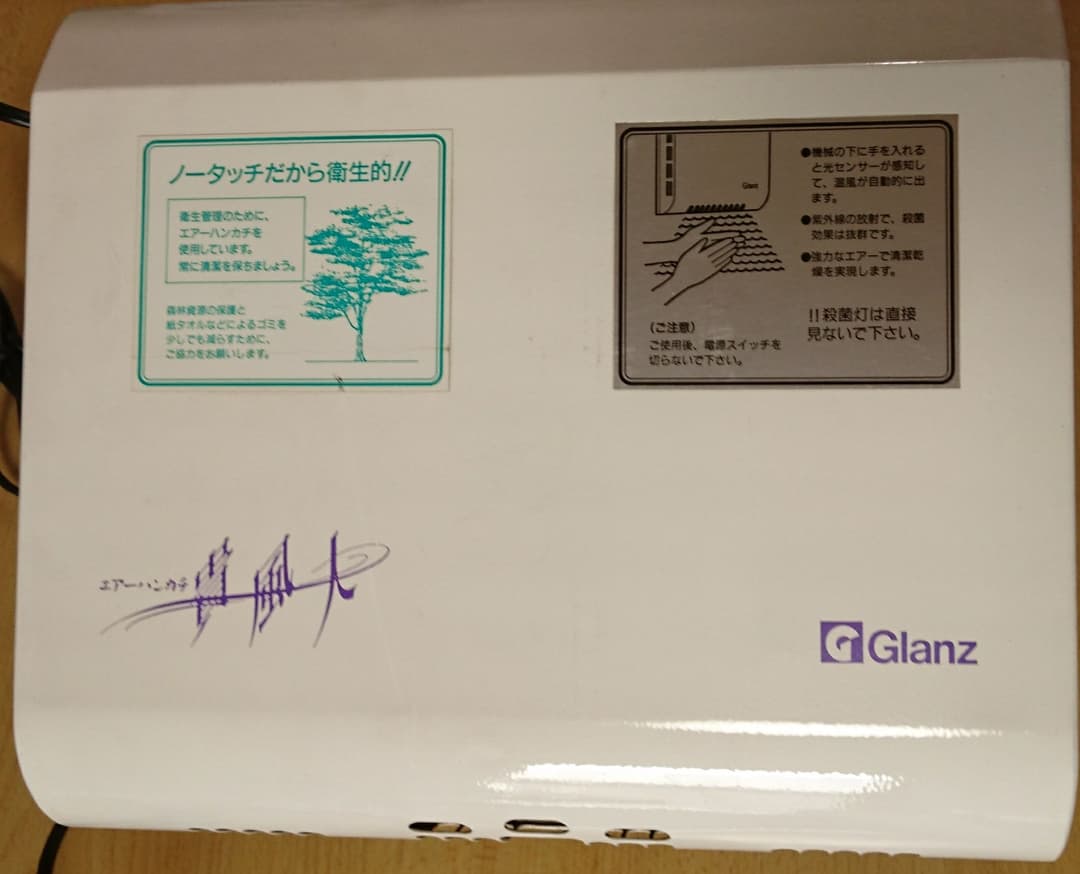 ノータッチだから衛生的!!
衛生管理のために、
エアーハンカチを
使用しています。
常に清潔を保ちましょう。
森林資源の保護と
紙タオルなどによるゴミを
少しでも減らすために、
ご協力をお願いします。
Glanz
●機械の下に手を入れる
と光センサーが感知し
て、温風が自動的に出
ます。
●紫外線の放射で、殺菌
効果は抜群です。
●強力なエアーで清潔乾
燥を実現します。
!!殺菌灯は直接
見ないで下さい。
(ご注意)
ご使用後、電源スイッチを
切らないで下さい。
エアーハンカチ
Glanz